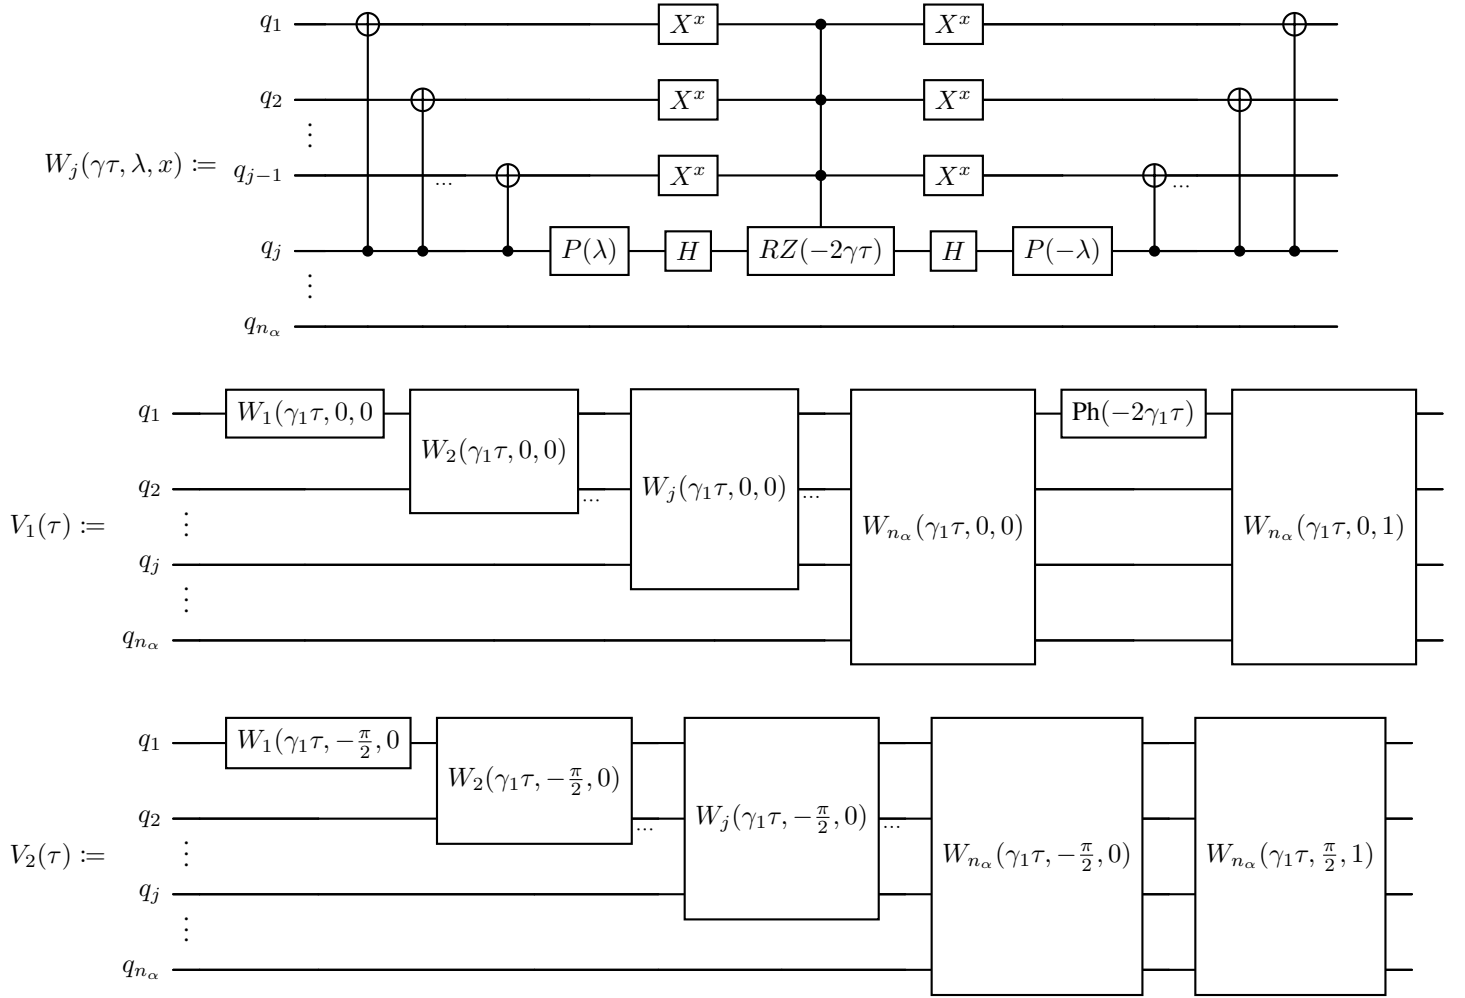 q_1 X^x X^x
q_2 X^x X^x
⋮
W_j(γτ, λ, x) := q_{j−1} ... X^x X^x ...
q_j P(λ) H RZ(−2γτ) H P(−λ)
⋮
q_{n_α}
q_1 W_1(γ_1τ, 0, 0 Ph(−2γ_1τ)
W_2(γ_1τ, 0, 0)
q_2 ... W_j(γ_1τ, 0, 0) ...
V_1(τ) := ⋮ W_{n_α}(γ_1τ, 0, 0) W_{n_α}(γ_1τ, 0, 1)
q_j
⋮
q_{n_α}
q_1 W_1(γ_1τ, −π/2, 0
W_2(γ_1τ, −π/2, 0)
q_2 ... W_j(γ_1τ, −π/2, 0) ...
V_2(τ) := ⋮ W_{n_α}(γ_1τ, −π/2, 0) W_{n_α}(γ_1τ, π/2, 1)
q_j
⋮
q_{n_α}